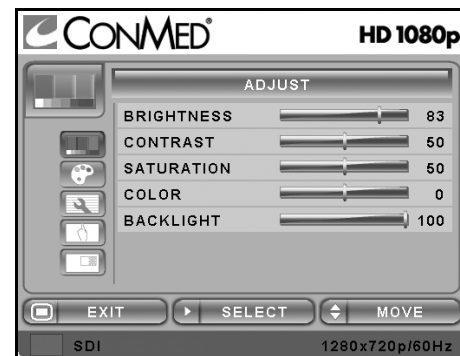 CONMED®
HD 1080p
ADJUST
BRIGHTNESS 83
CONTRAST 50
SATURATION 50
COLOR 0
BACKLIGHT 100
EXIT SELECT MOVE
SDI 1280x720p/60Hz